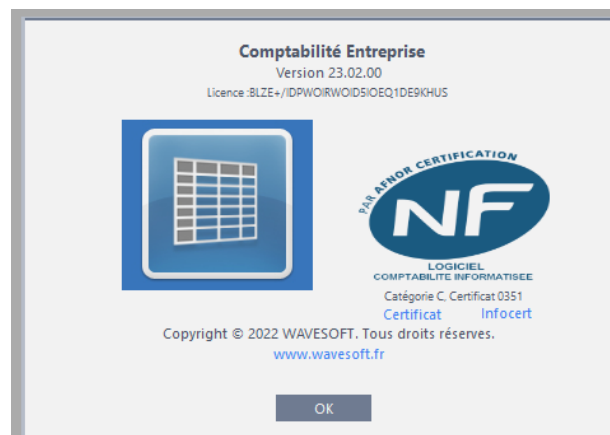 Comptabilité Entreprise
Version 23.02.00
Licence :BLZE+/IDPWOIRWOID5IOEQ1DE9KHUS
PAR AFNOR CERTIFICATION
NF
LOGICIEL
COMPTABILITE INFORMATISEE
Catégorie C, Certificat 0351
Certificat Infocert
Copyright © 2022 WAVESOFT. Tous droits réserves.
www.wavesoft.fr
OK